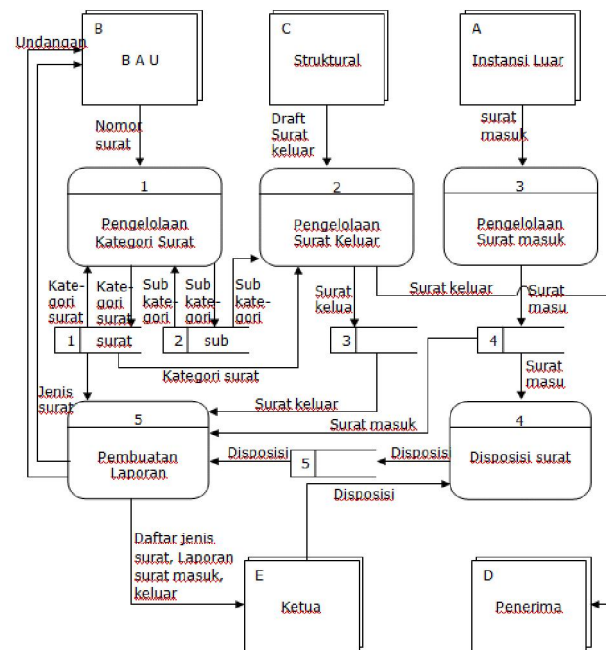 B
C
A
Undangan
B A U
Struktural
Instansi Luar
Nomor
surat
Draft
Surat
keluar
surat
masuk
1
2
3
Pengelolaan
Kategori Surat
Pengelolaan
Surat Keluar
Pengelolaan
Surat masuk
Kate-
gori
surat
Kate-
gori
surat
Sub
kate-
gori
Sub
kate-
gori
Sub
kate-
gori
Surat
kelua
Surat keluar
Surat
masu
1 surat
2 sub
3
4
Kategori surat
Surat
masu
Jenis
surat
Surat keluar
Surat masuk
5
4
Pembuatan
Laporan
Disposisi
5
Disposisi
Disposisi surat
Disposisi
Daftar jenis
surat, Laporan
surat masuk,
keluar
E
D
Ketua
Penerima